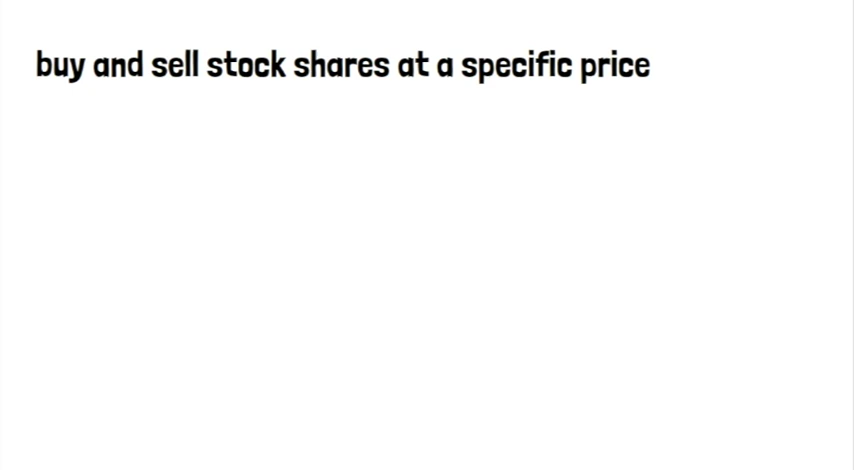 buy and sell stock shares at a specific price